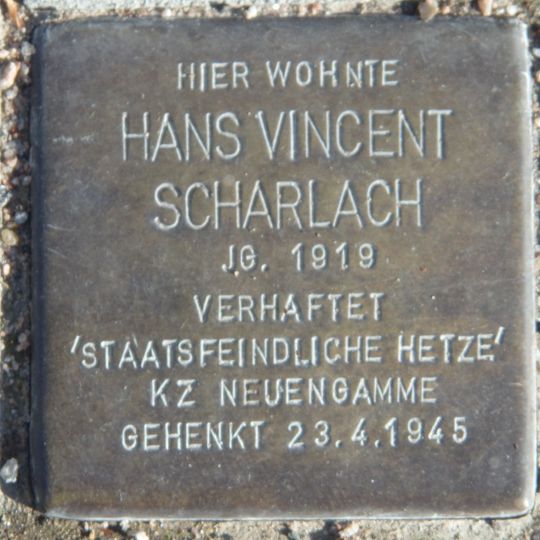 HIER WOHNTE
HANS VINCENT
SCHARLACH
JG. 1919
VERHAFTET
'STAATSFEINDLICHE HETZE'
KZ NEUENGAMME
GEHENKT 23.4.1945